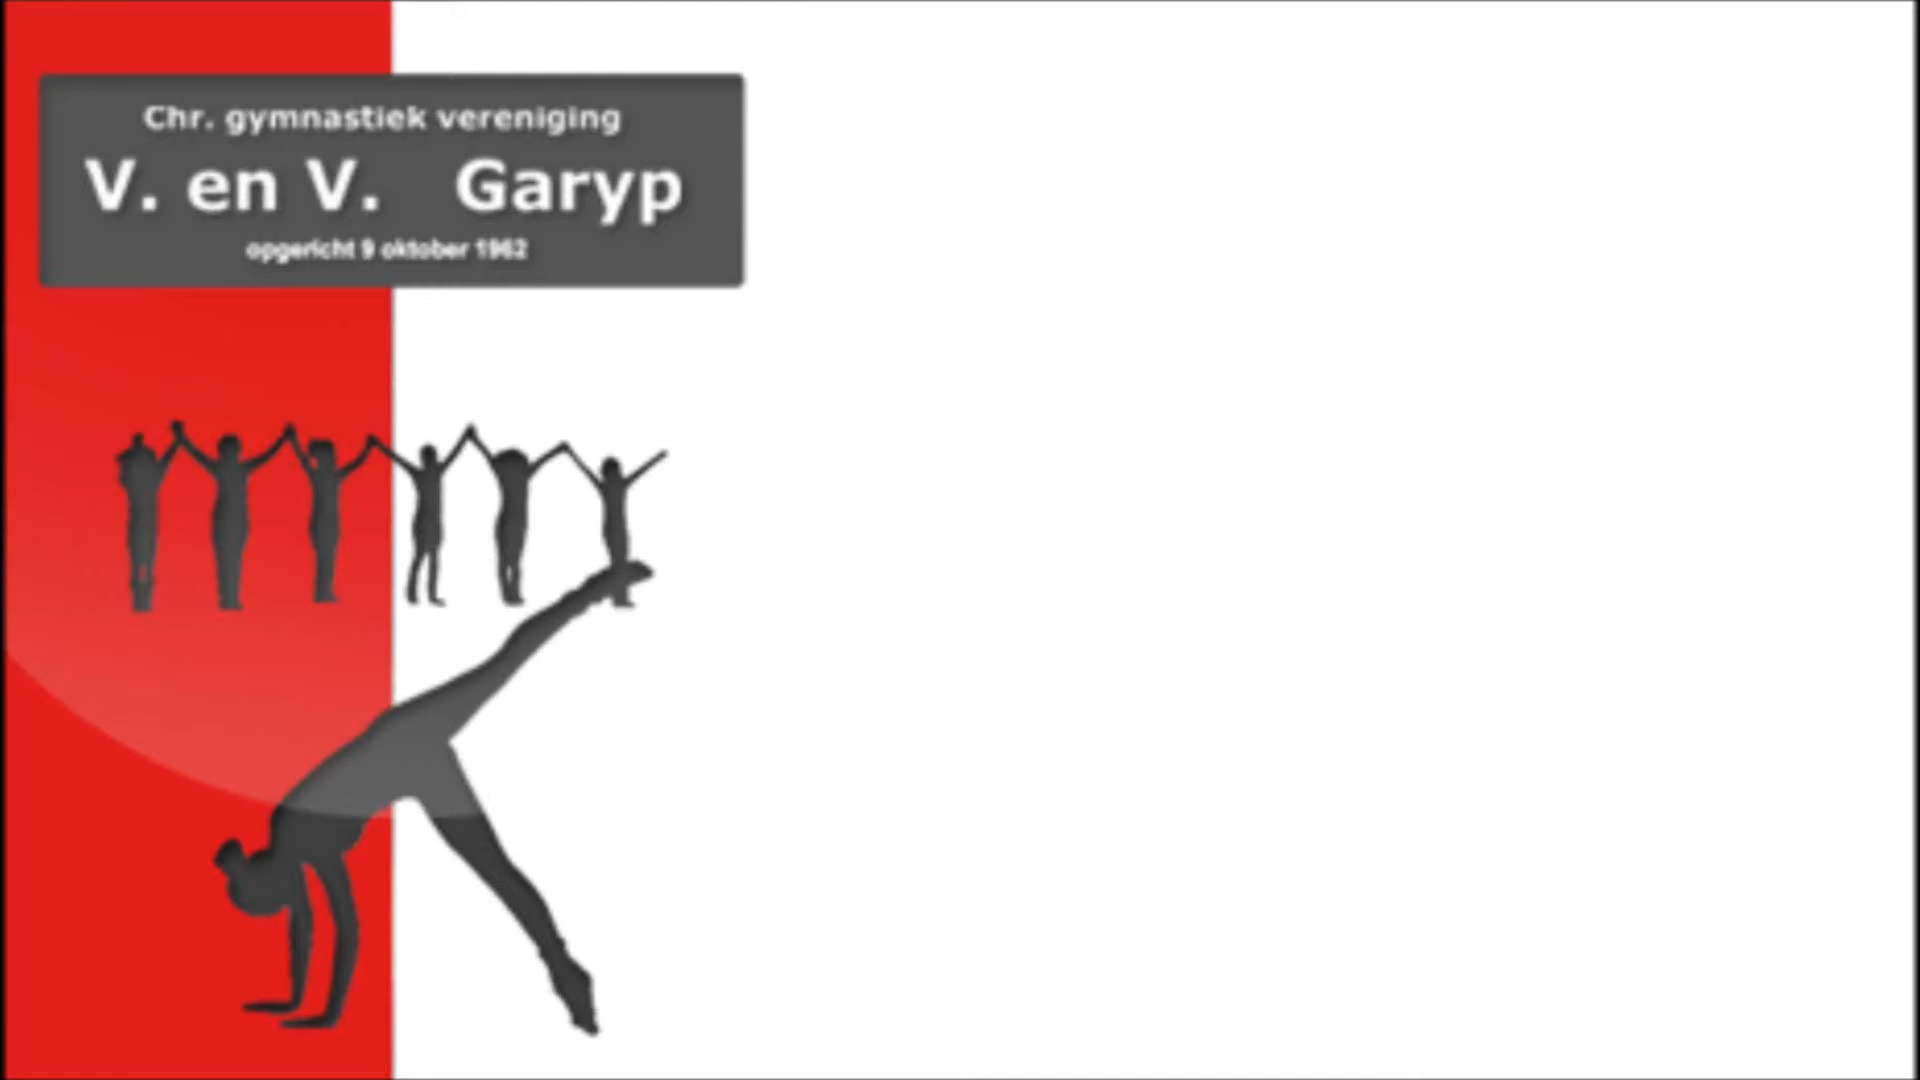 Chr. gymnastiek vereniging
V. en V. Garyp
opgericht 9 oktober 1962